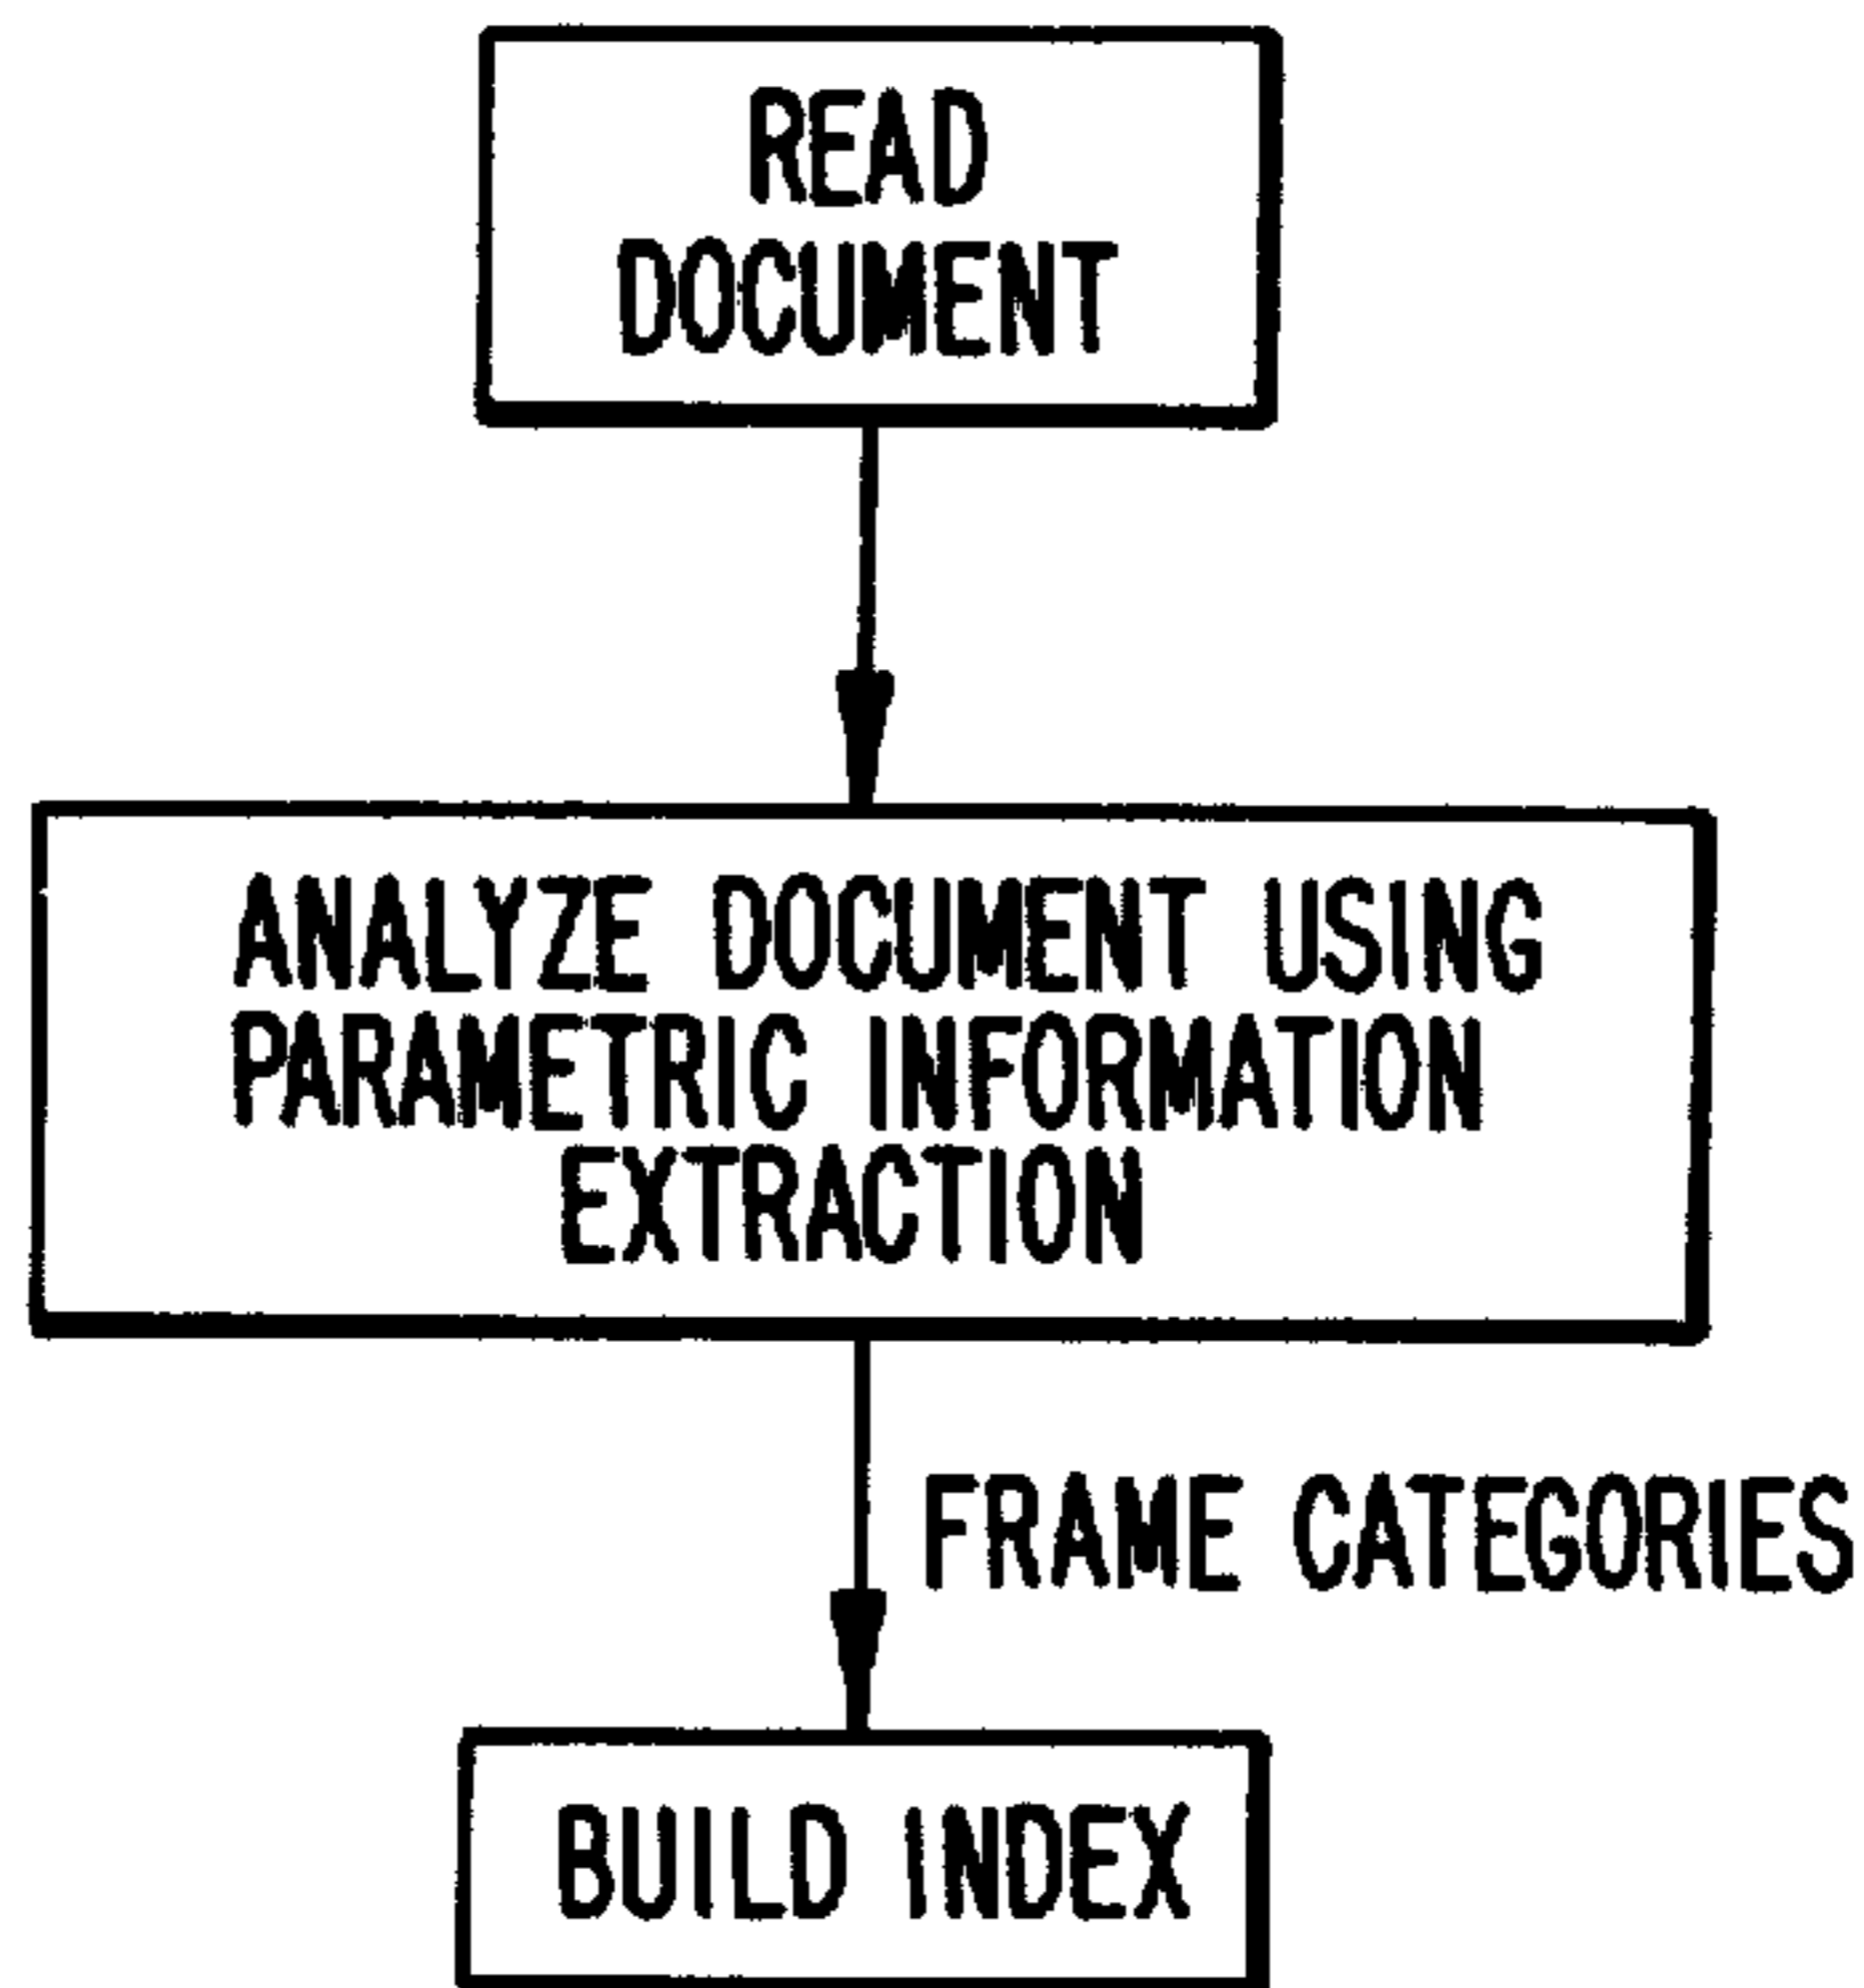 READ
DOCUMENT
ANALYZE DOCUMENT USING
PARAMETRIC INFORMATION
EXTRACTION
FRAME CATEGORIES
BUILD INDEX